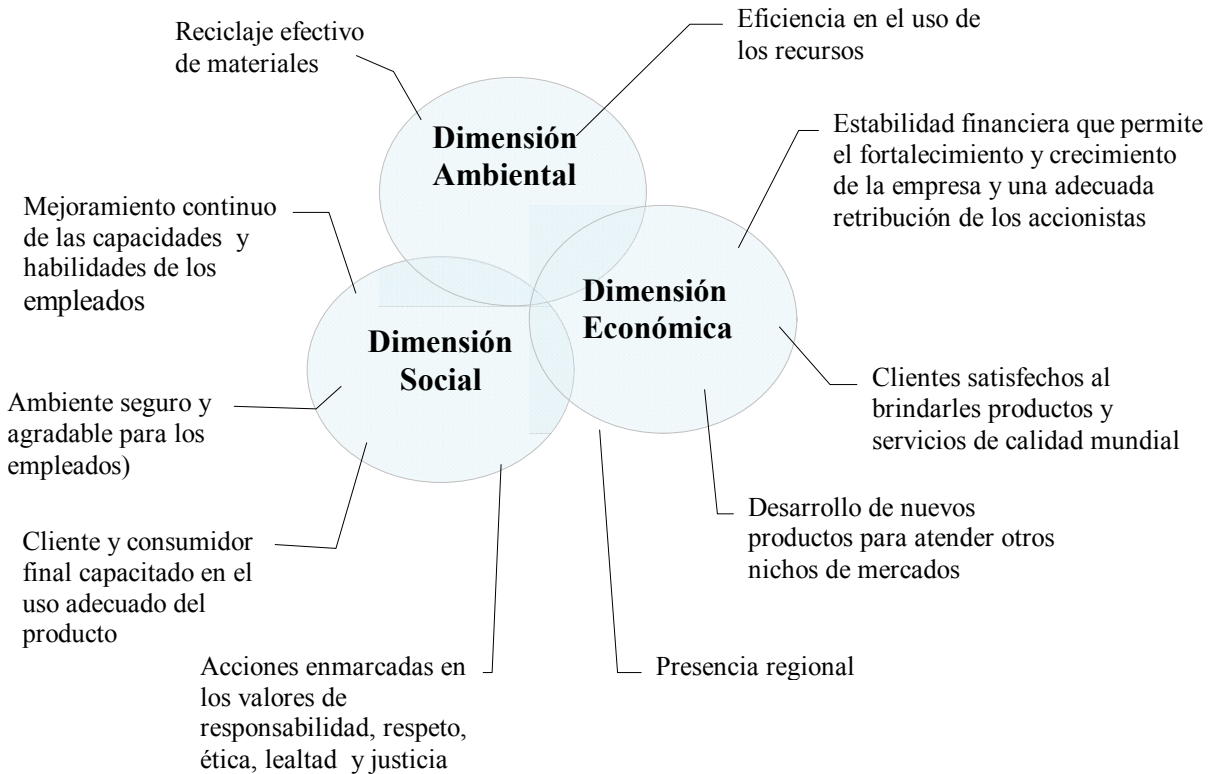 Reciclaje efectivo
de materiales
Eficiencia en el uso de
los recursos
Dimensión
Ambiental
Estabilidad financiera que permite
el fortalecimiento y crecimiento
de la empresa y una adecuada
retribución de los accionistas
Mejoramiento continuo
de las capacidades y
habilidades de los
empleados
Dimensión
Económica
Dimensión
Social
Clientes satisfechos al
brindarles productos y
servicios de calidad mundial
Ambiente seguro y
agradable para los
empleados)
Desarrollo de nuevos
productos para atender otros
nichos de mercados
Cliente y consumidor
final capacitado en el
uso adecuado del
producto
Acciones enmarcadas en
los valores de
responsabilidad, respeto,
ética, lealtad y justicia
Presencia regional